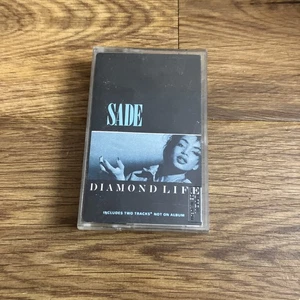 SADE
DIAMOND LIFE
INCLUDES TWO TRACKS* NOT ON ALBUM